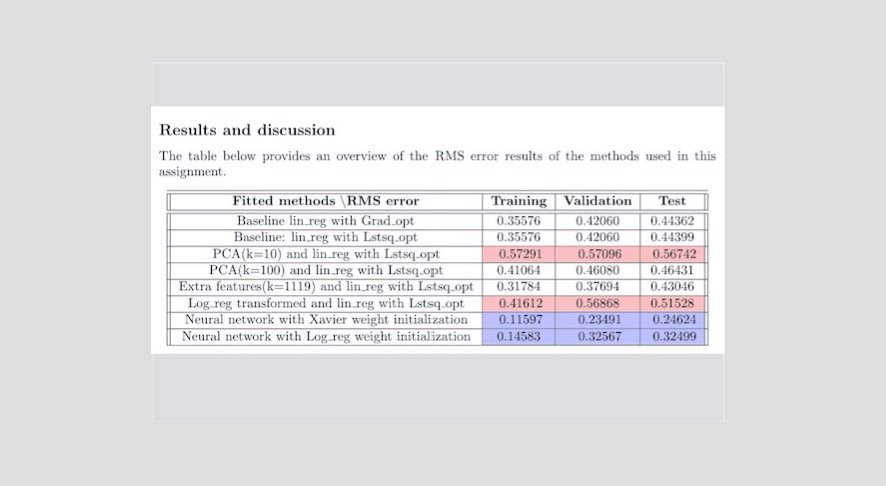 Results and discussion
The table below provides an overview of the RMS error results of the methods used in this
assignment.
Fitted methods \RMS error Training Validation Test
Baseline lin_reg with Grad_opt 0.35576 0.42060 0.44362
Baseline: lin_reg with Lstsq_opt 0.35576 0.42060 0.44399
PCA(k=10) and lin_reg with Lstsq_opt 0.57291 0.57096 0.56742
PCA(k=100) and lin_reg with Lstsq_opt 0.41064 0.46080 0.46431
Extra features(k=1119) and lin_reg with Lstsq_opt 0.31784 0.37694 0.43046
Log_reg transformed and lin_reg with Lstsq_opt 0.41612 0.56868 0.51528
Neural network with Xavier weight initialization 0.11597 0.23491 0.24624
Neural network with Log_reg weight initialization 0.14583 0.32567 0.32499